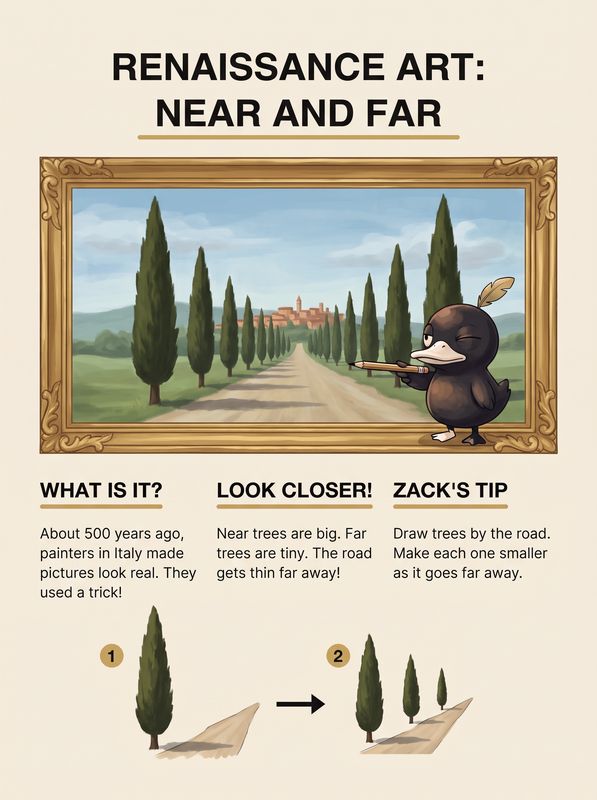 RENAISSANCE ART:
NEAR AND FAR
WHAT IS IT?
About 500 years ago,
painters in Italy made
pictures look real. They
used a trick!
LOOK CLOSER!
Near trees are big. Far
trees are tiny. The road
gets thin far away!
ZACK'S TIP
Draw trees by the road.
Make each one smaller
as it goes far away.
1
2